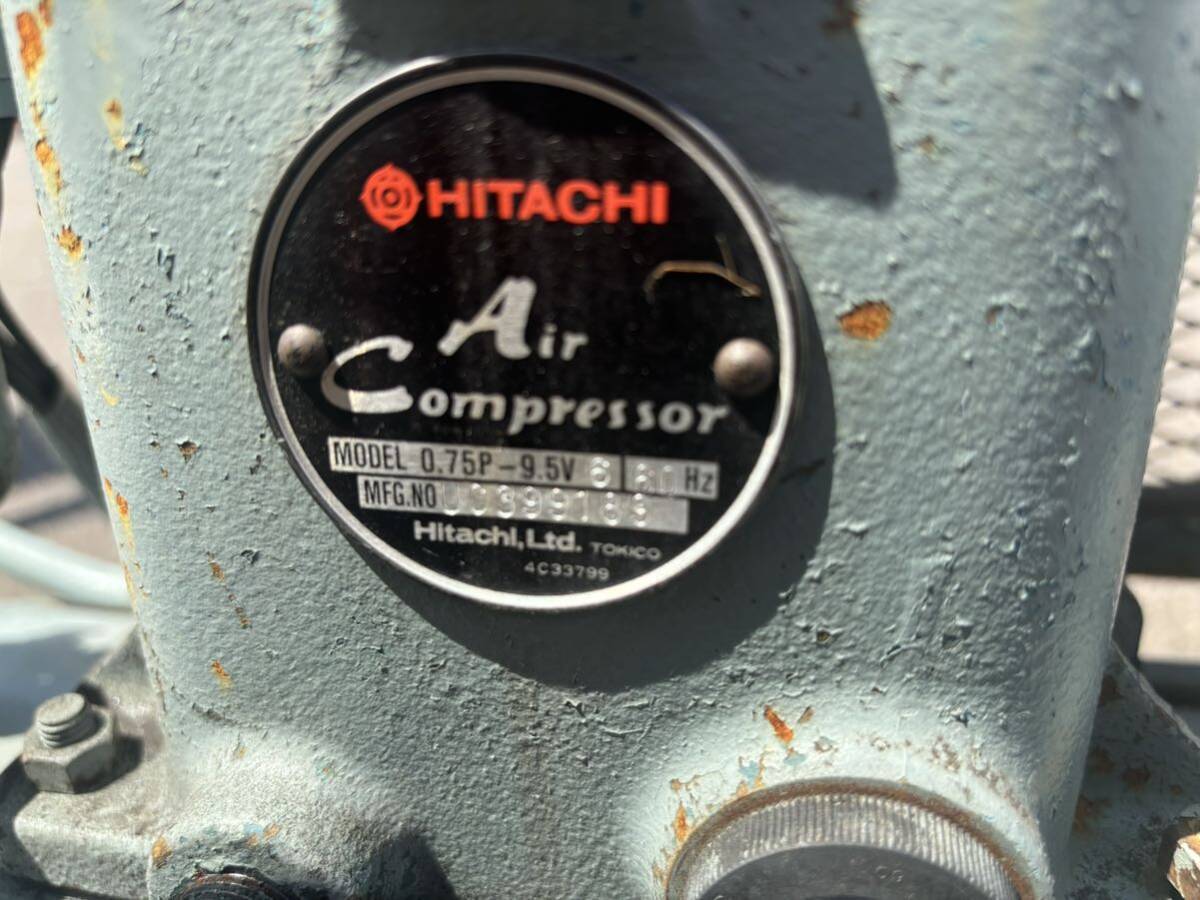 HITACHI
Air
Compressor
MODEL 0.75P-9.5V 6 60 Hz
MFG.NO
Hitachi,Ltd. TOKICO
4C33799